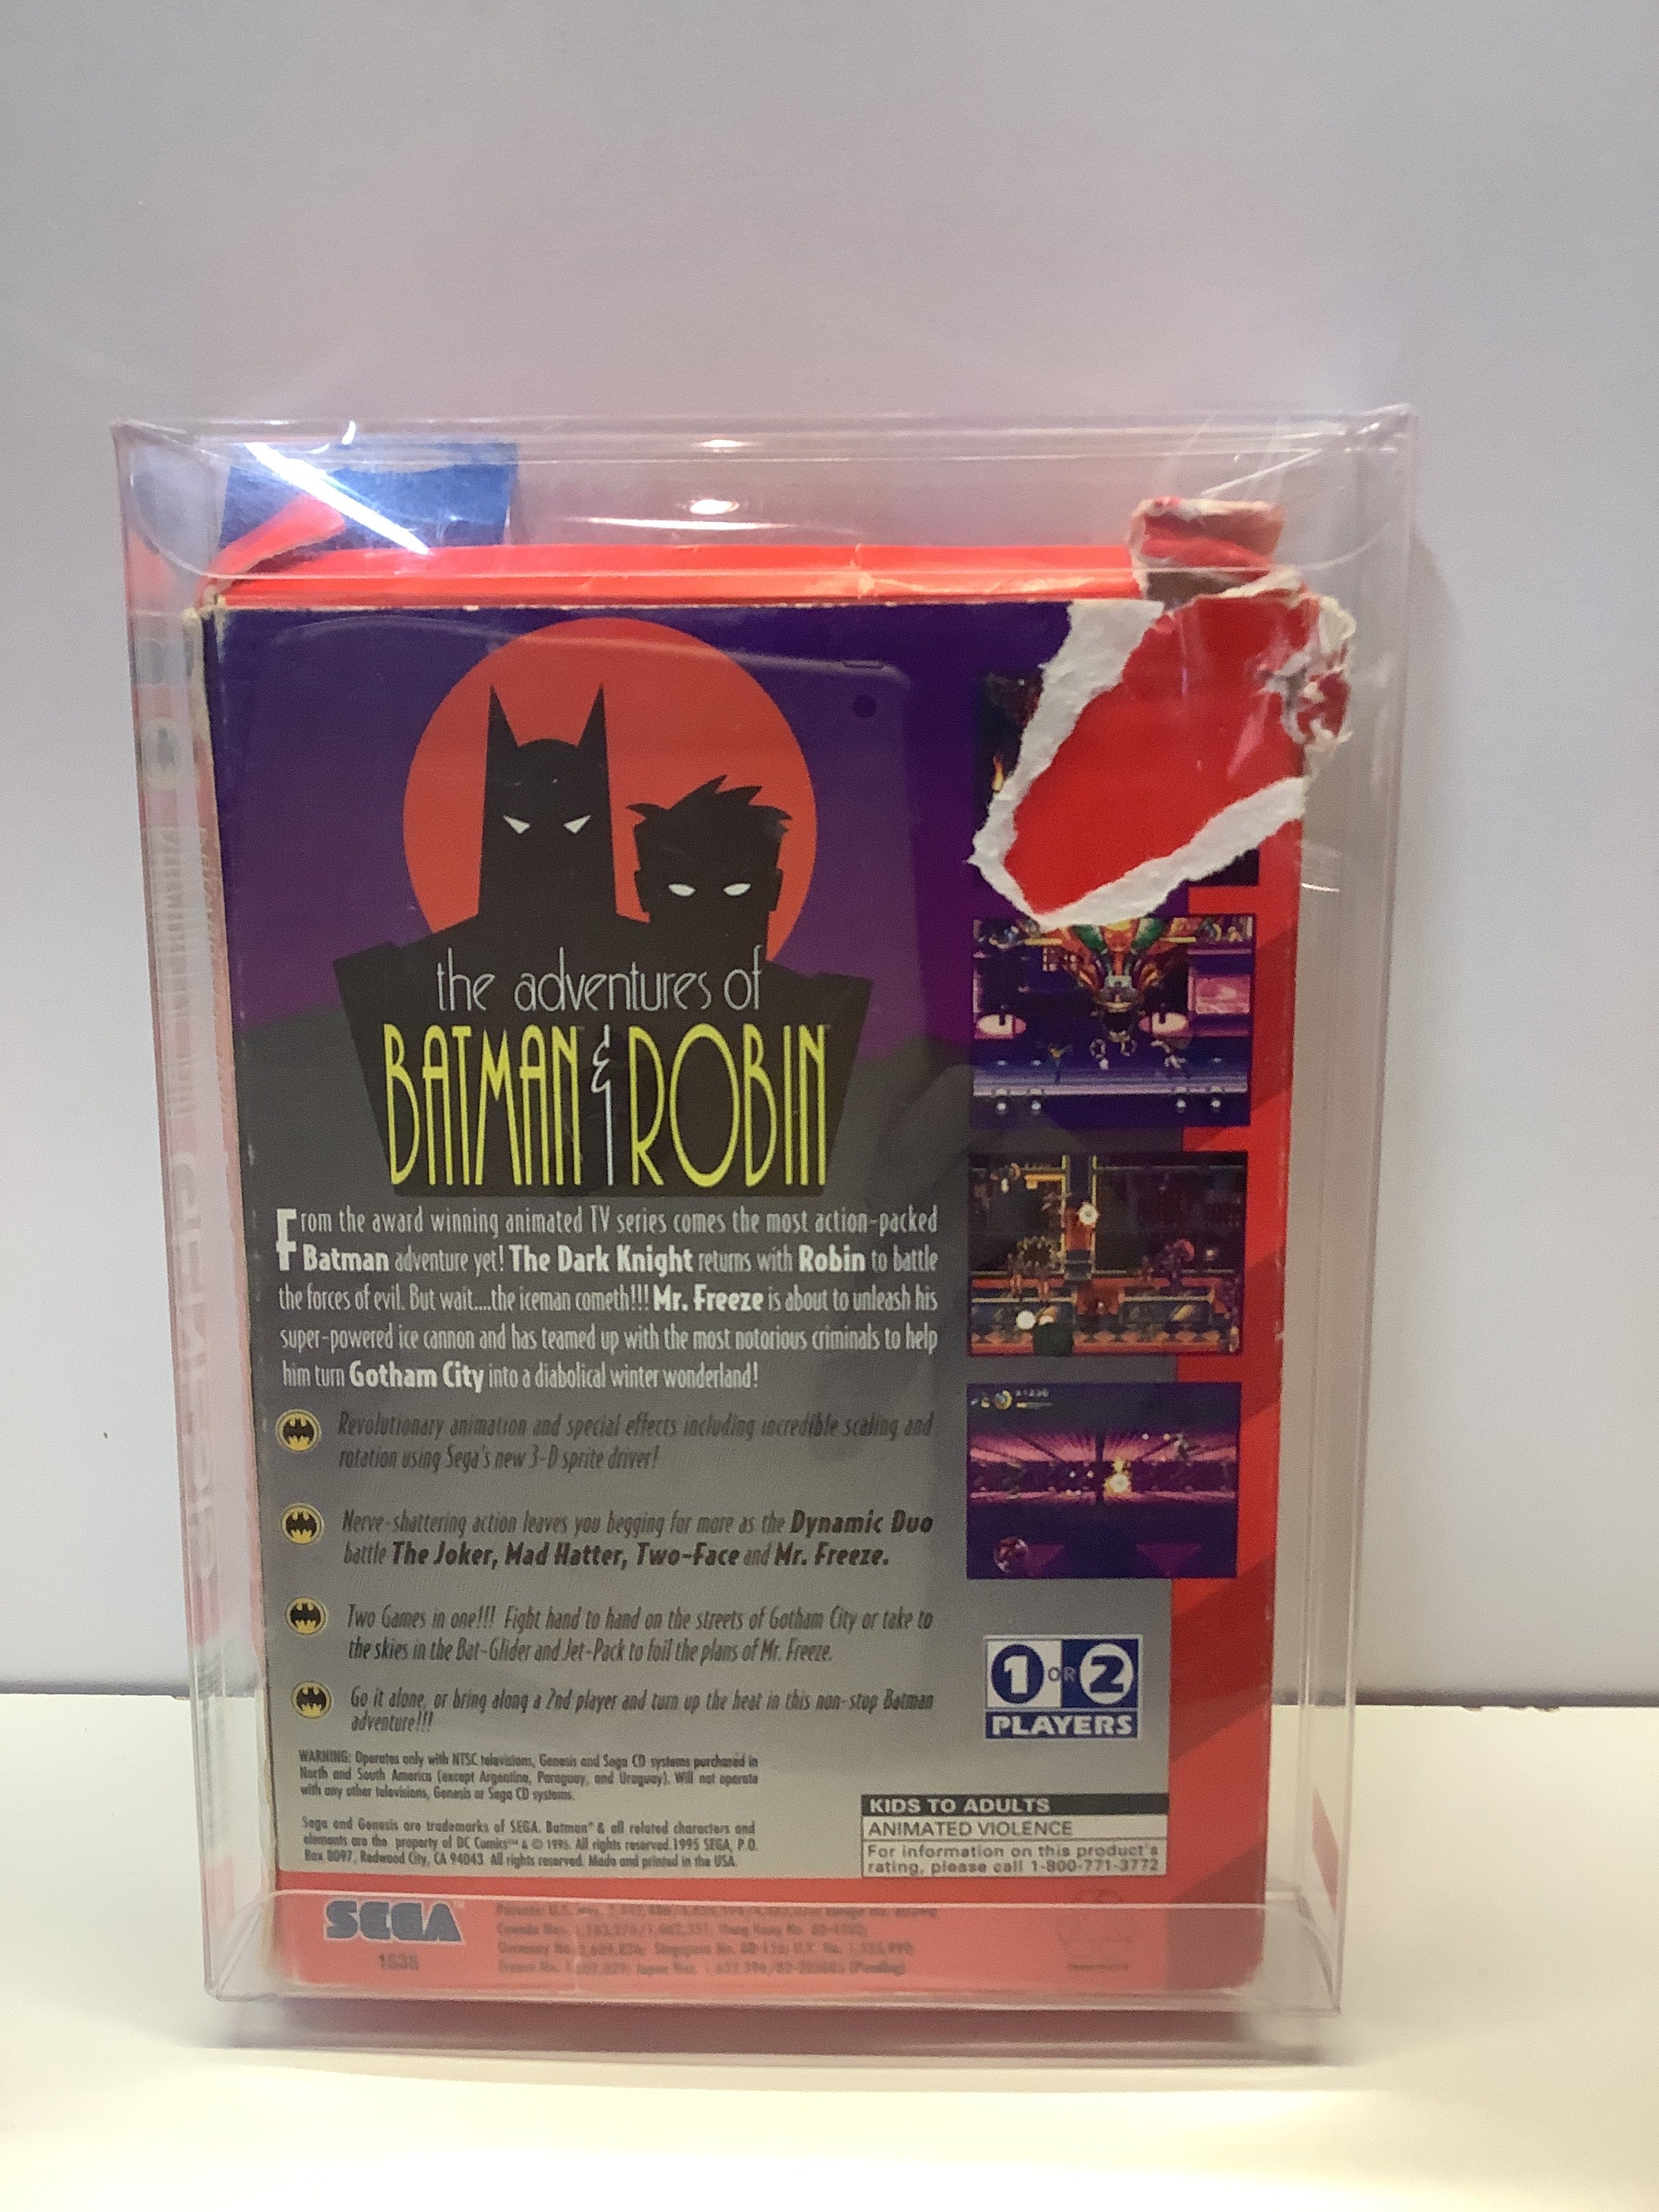 the adventures of
BATMAN & ROBIN
From the award winning animated TV series comes the most action-packed
Batman adventure yet! The Dark Knight returns with Robin to battle
the forces of evil. But wait....the iceman cometh!!! Mr. Freeze is about to unleash his
super-powered ice cannon and has teamed up with the most notorious criminals to help
him turn Gotham City into a diabolical winter wonderland!
Revolutionary animation and special effects including incredible scaling and
rotation using Sega's new 3-D sprite driver!
Nerve-shattering action leaves you begging for more as the Dynamic Duo
battle The Joker, Mad Hatter, Two-Face and Mr. Freeze.
Two Games in one!!! Fight hand to hand on the streets of Gotham City or take to
the skies in the Bat-Glider and Jet-Pack to foil the plans of Mr. Freeze.
Go it alone, or bring along a 2nd player and turn up the heat in this non-stop Batman
adventure!!!
1 OR 2
PLAYERS
WARNING: Operates only with NTSC televisions, Genesis and Sega CD systems purchased in
North and South America (except Argentina, Paraguay, and Uruguay). Will not operate
with any other televisions, Genesis or Sega CD systems.
Sega and Genesis are trademarks of SEGA. Batman* & all related characters and
elements are the property of DC Comics™ & © 1995. All rights reserved.1995 SEGA, P.O.
Box 8097, Redwood City, CA 94043. All rights reserved. Made and printed in the USA.
KIDS TO ADULTS
ANIMATED VIOLENCE
For information on this product's
rating, please call 1-800-771-3772
SEGA
1535